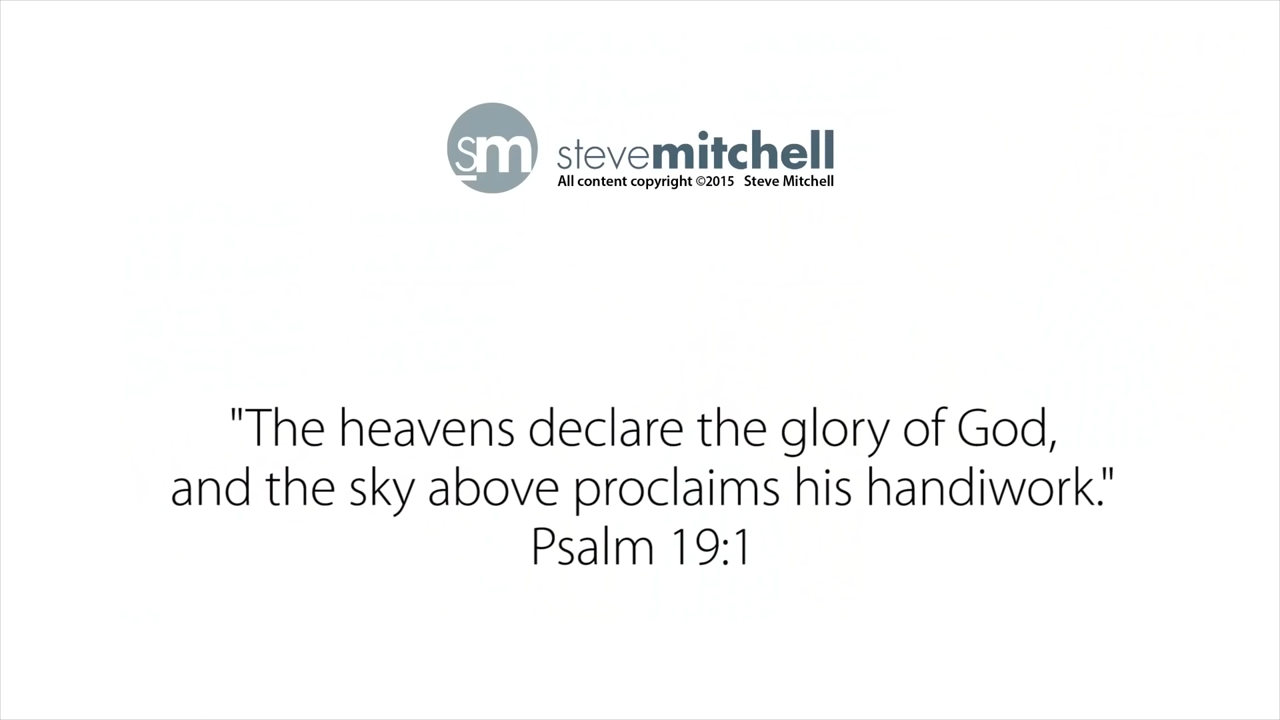 sm
stevemitchell
All content copyright ©2015 Steve Mitchell
"The heavens declare the glory of God,
and the sky above proclaims his handiwork."
Psalm 19:1